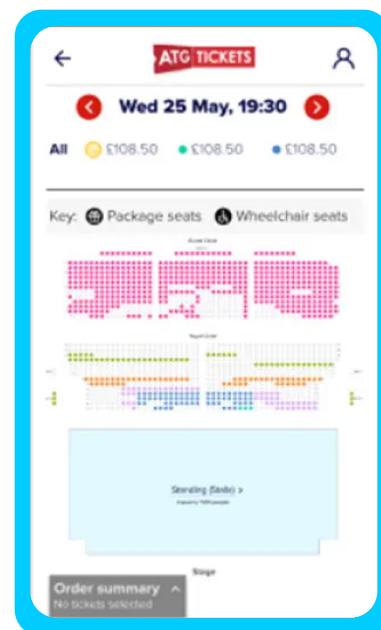 ATG TICKETS
Wed 25 May, 19:30
All £108.50 £108.50 £108.50
Key: Package seats Wheelchair seats
Standing (Stalls) >
Stage
Order summary
No tickets selected